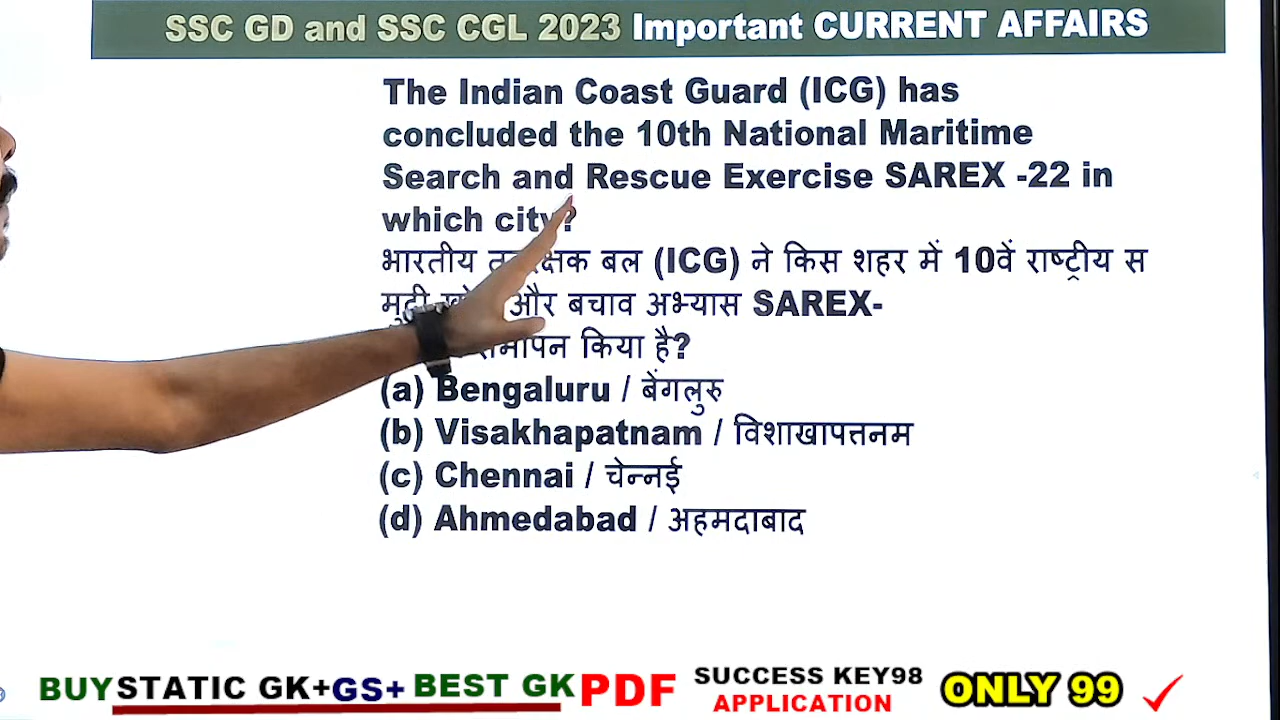 SSC GD and SSC CGL 2023 Important CURRENT AFFAIRS
The Indian Coast Guard (ICG) has
concluded the 10th National Maritime
Search and Rescue Exercise SAREX -22 in
which city?
भारतीय बल (ICG) ने किस शहर में 10वें राष्ट्रीय स
और बचाव अभ्यास SAREX-
किया है?
(a) Bengaluru / बेंगलुरु
(b) Visakhapatnam / विशाखापत्तनम
(c) Chennai / चेन्नई
(d) Ahmedabad / अहमदाबाद
BUY STATIC GK+GS+ BEST GK PDF SUCCESS KEY98 APPLICATION ONLY 99